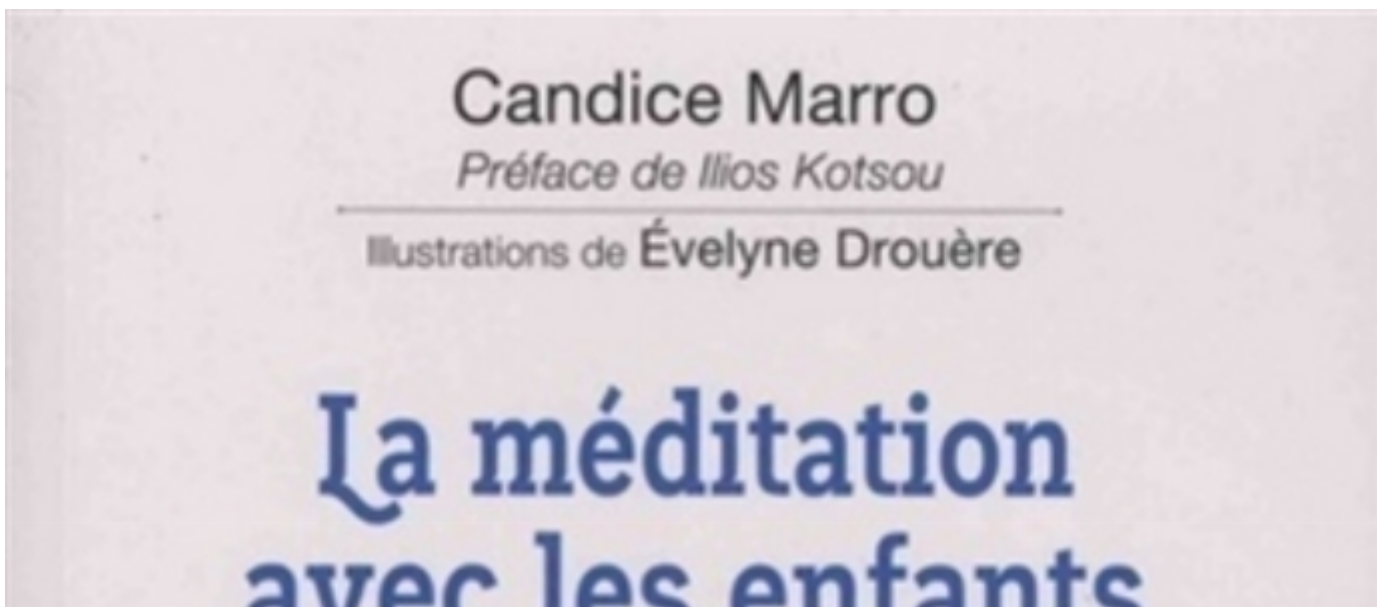 Candice Marro
Préface de Ilios Kotsou
Illustrations de Évelyne Drouère
La méditation
avec les enfants